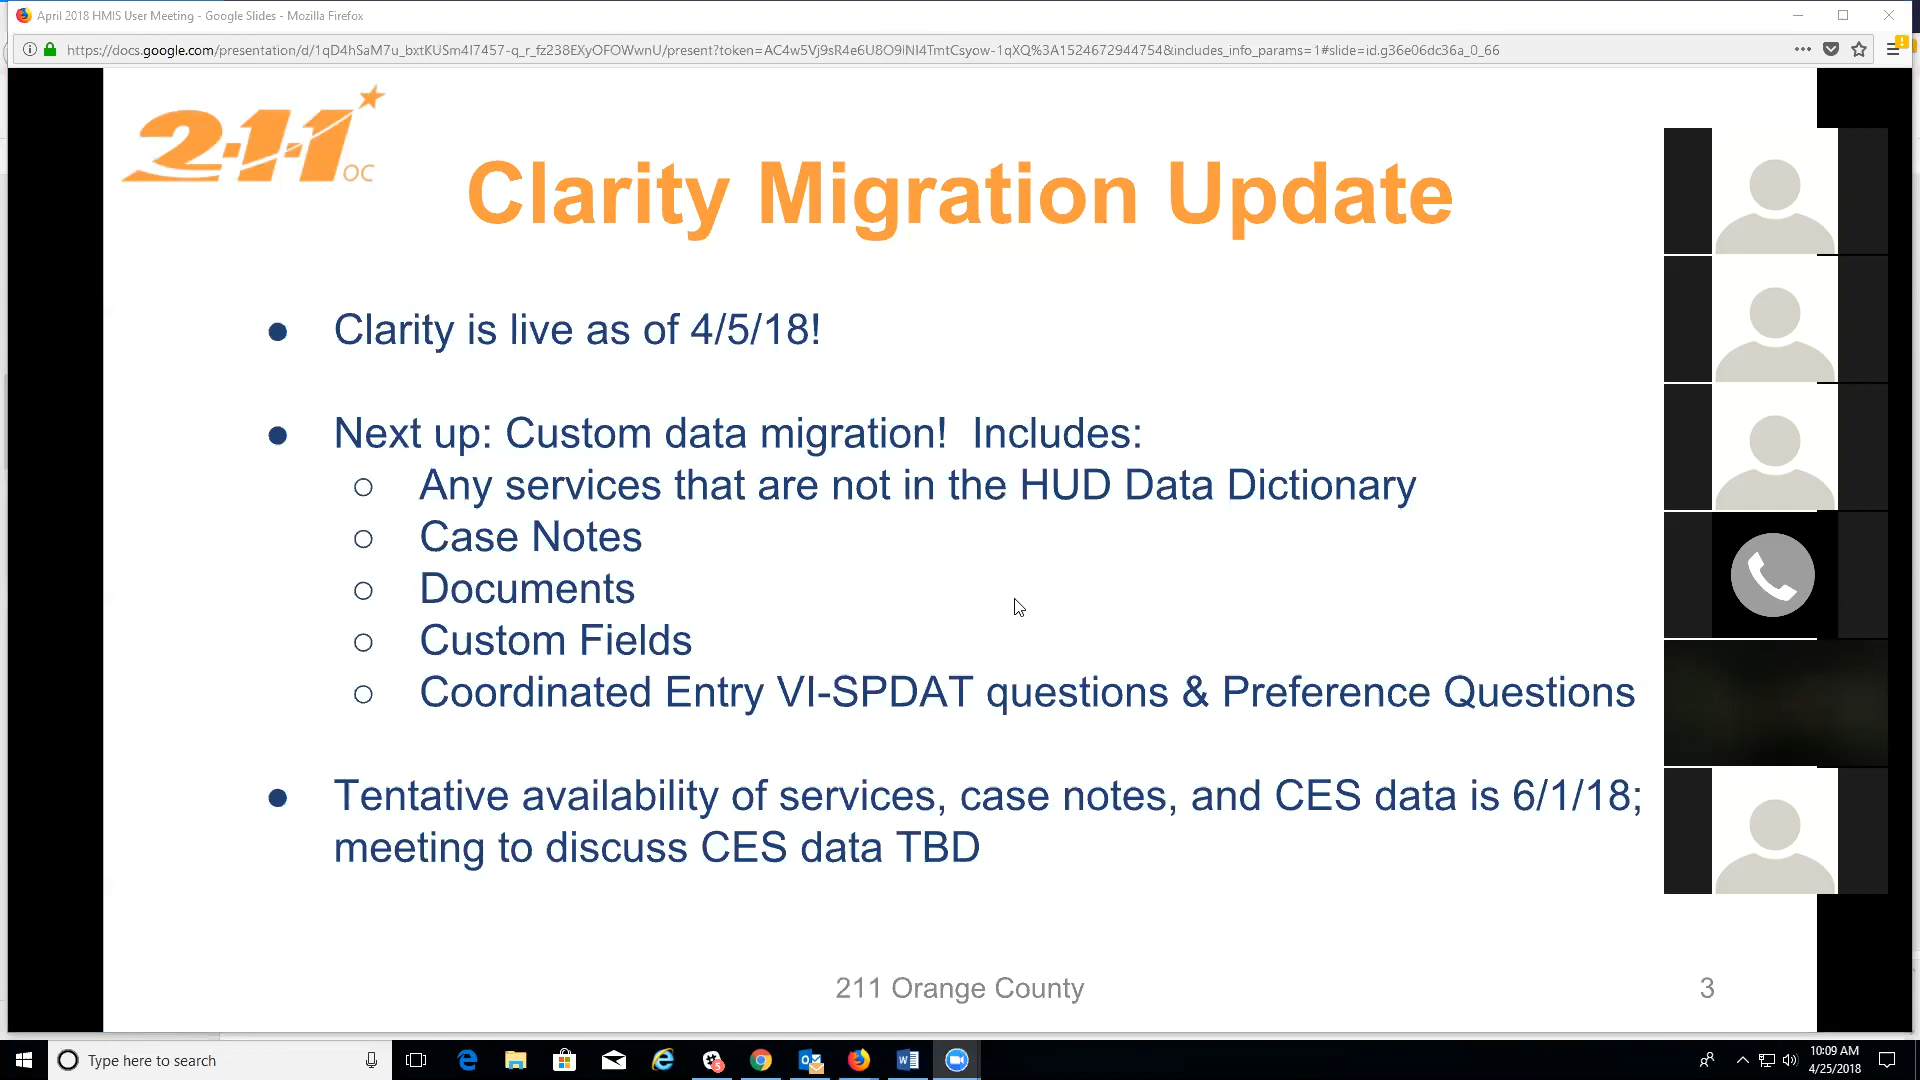 April 2018 HMIS User Meeting - Google Slides - Mozilla Firefox
https://docs.google.com/presentation/d/1qD4hSaM7u_bxtKUSm4I7457-q_r_fz238EXyOFOWwnU/present?token=AC4w5Vj9sR4e6U8O9lNI4TmtCsyow-1qXQ%3A1524672944754&includes_info_params=1#slide=id.g36e06dc36a_0_66
2-1-1 OC
Clarity Migration Update
● Clarity is live as of 4/5/18!
● Next up: Custom data migration! Includes:
○ Any services that are not in the HUD Data Dictionary
○ Case Notes
○ Documents
○ Custom Fields
○ Coordinated Entry VI-SPDAT questions & Preference Questions
● Tentative availability of services, case notes, and CES data is 6/1/18;
meeting to discuss CES data TBD
211 Orange County
3
Type here to search
10:09 AM
4/25/2018